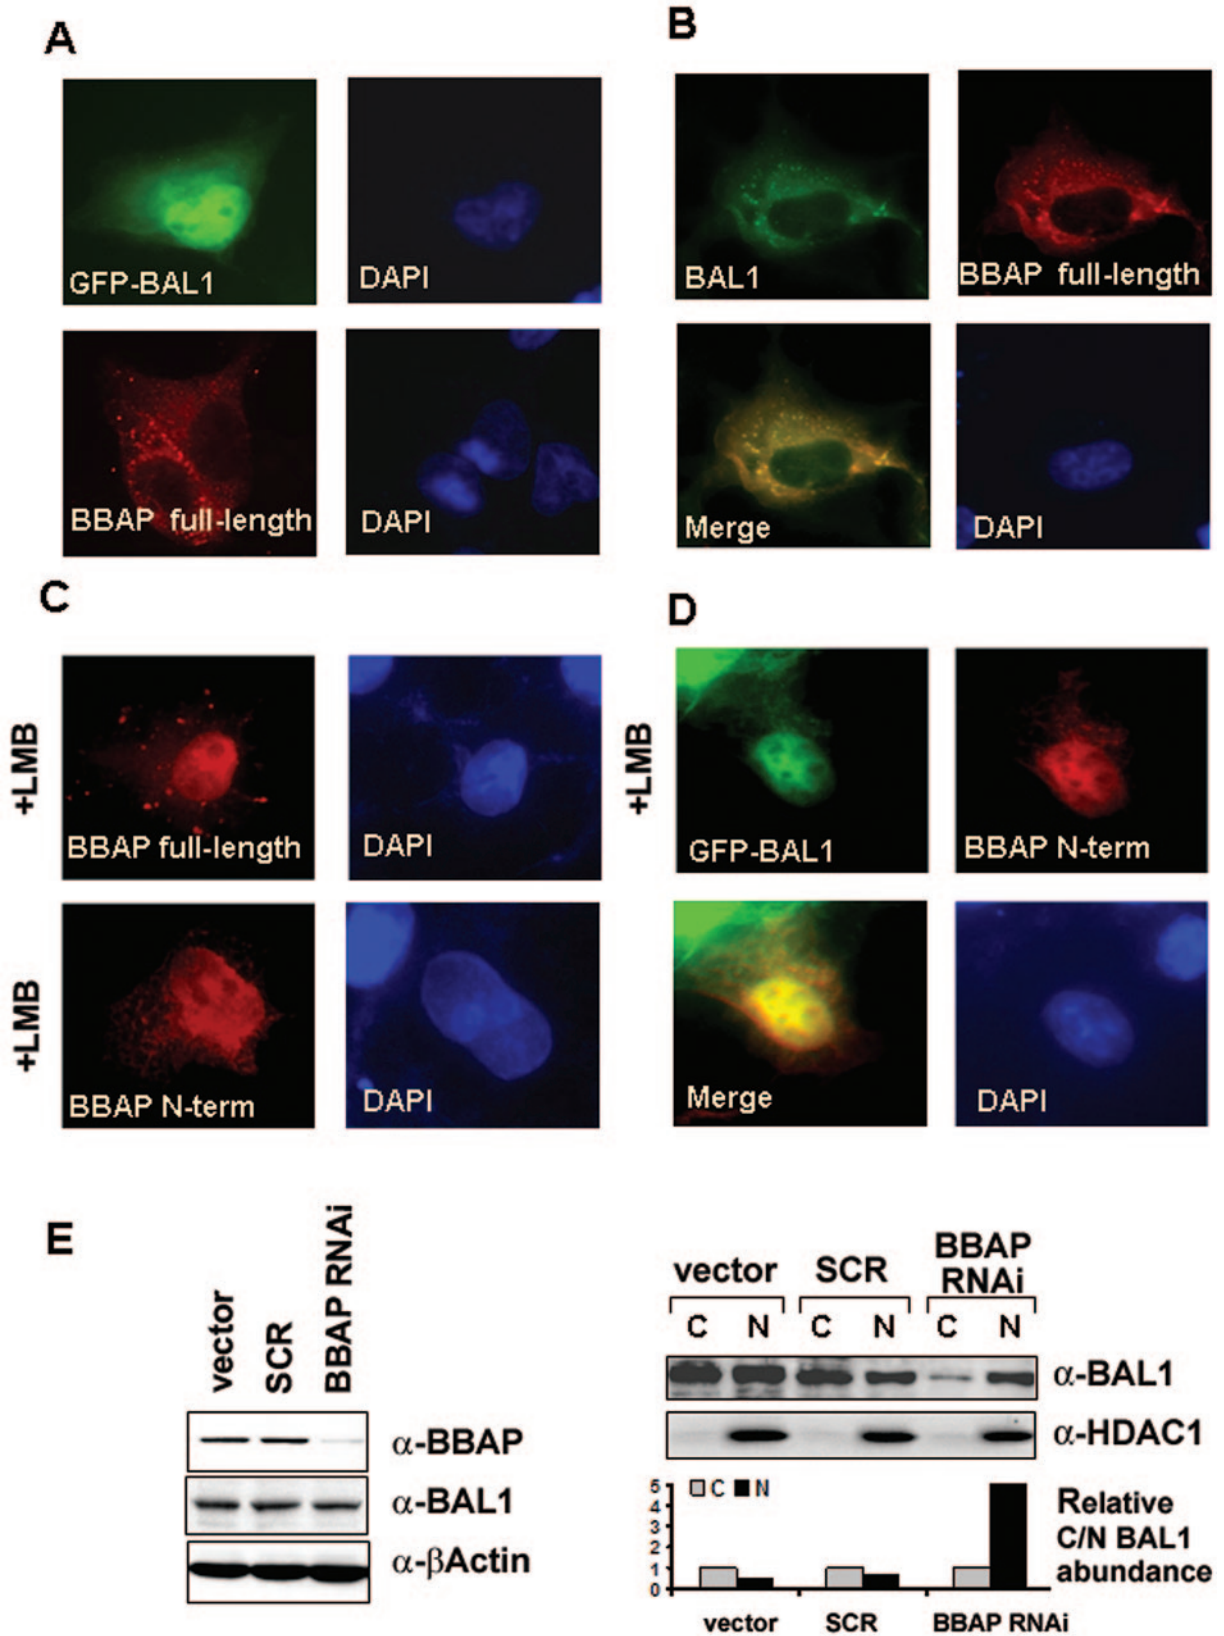 A
GFP-BAL1
DAPI
BBAP full-length
DAPI
B
BAL1
BBAP full-length
Merge
DAPI
C
+LMB
BBAP full-length
DAPI
+LMB
BBAP N-term
DAPI
D
+LMB
GFP-BAL1
BBAP N-term
Merge
DAPI
E
vector
SCR
BBAP RNAi
α-BBAP
α-BAL1
α-βActin
vector SCR BBAP
RNAi
C N C N C N
α-BAL1
α-HDAC1
5
4
3
2
1
0
C N
Relative
C/N BAL1
abundance
vector SCR BBAP RNAi